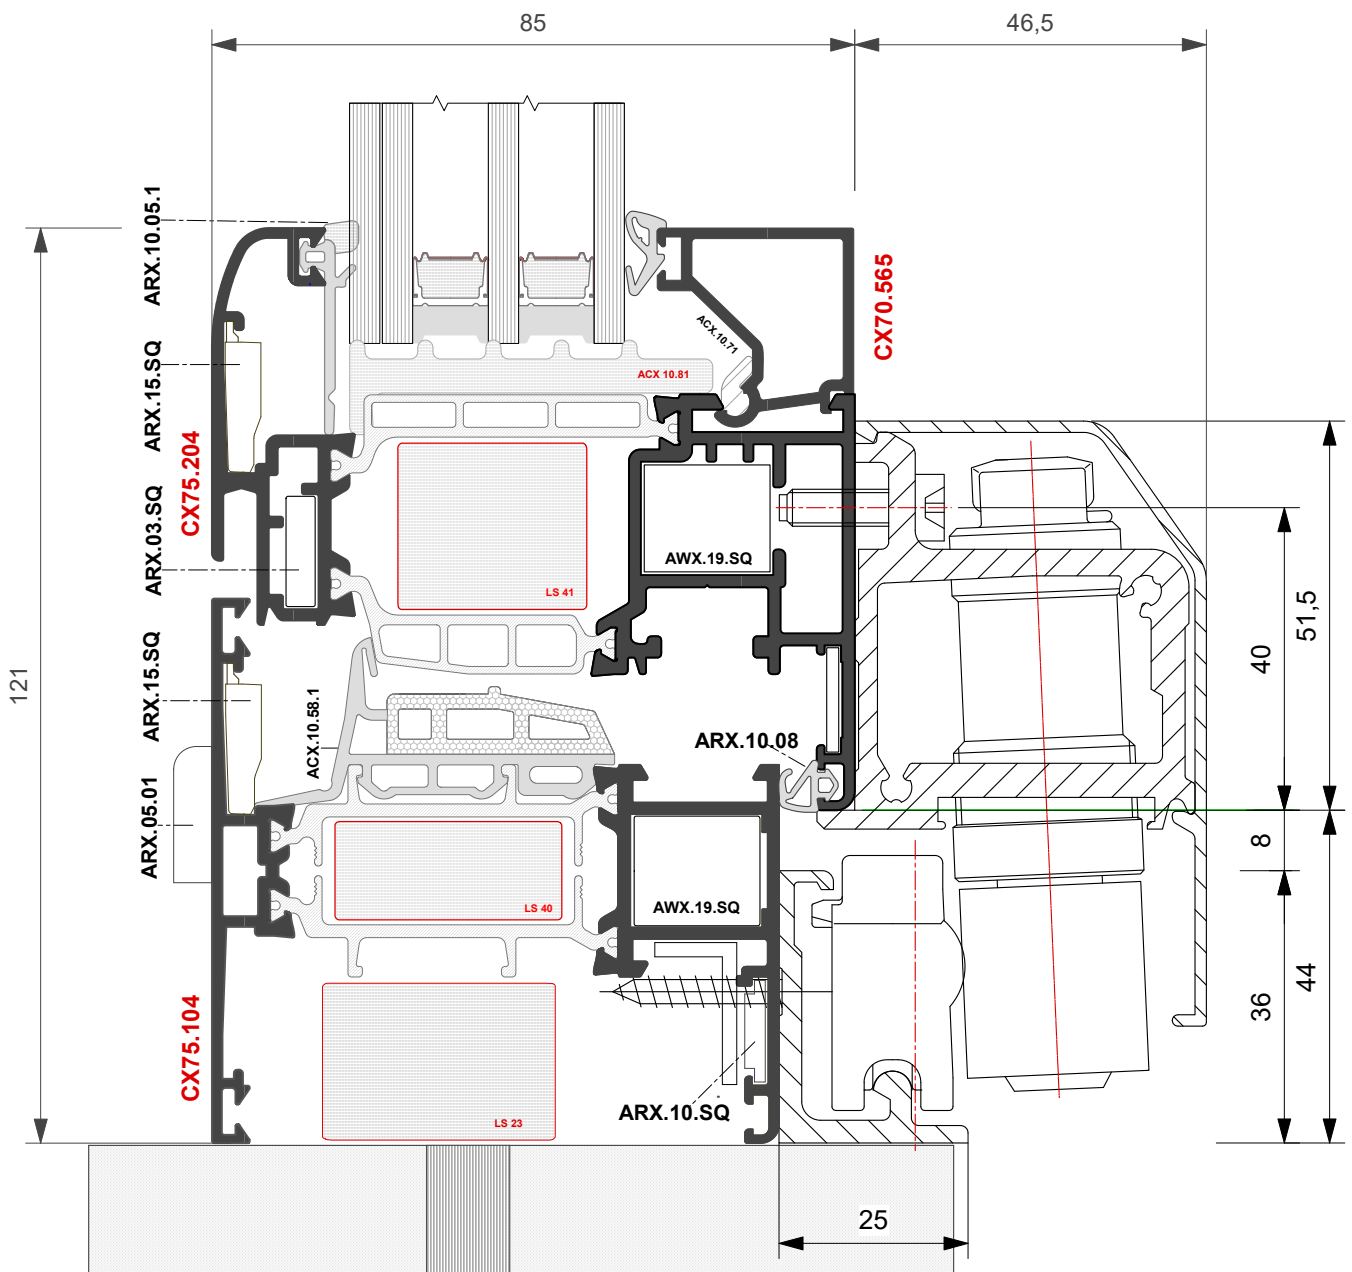 85
46,5
ARX.10.05.1
ARX.15.SQ
CX75.204
ARX.03.SQ
ARX.15.SQ
ACX.10.58.1
ARX.05.01
CX75.104
121
ACX.10.71
ACX 10.81
CX70.565
LS 41
AWX.19.SQ
ARX.10.08
LS 40
AWX.19.SQ
LS 23
ARX.10.SQ
51,5
40
8
36
44
25